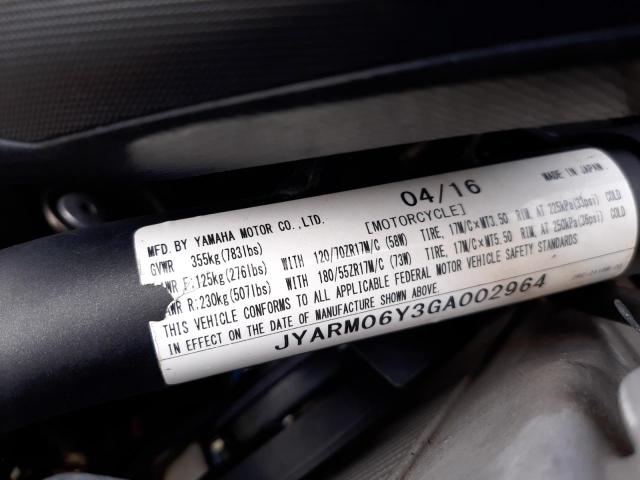 MFD. BY YAMAHA MOTOR CO., LTD. 04/16 MADE IN JAPAN
GVWR 355kg(783lbs) [MOTORCYCLE]
WR F:125kg(276lbs) WITH 120/70ZR17M/C (58W) TIRE, 17M/C×MT3.50 RIM, AT 225kPa(33psi) COLD
WR R:230kg(507lbs) WITH 180/55ZR17M/C (73W) TIRE, 17M/C×MT5.50 RIM, AT 250kPa(36psi) COLD
THIS VEHICLE CONFORMS TO ALL APPLICABLE FEDERAL MOTOR VEHICLE SAFETY STANDARDS
IN EFFECT ON THE DATE OF MANUFACTURE SHOWN ABOVE.
JYARM06Y3GA002964